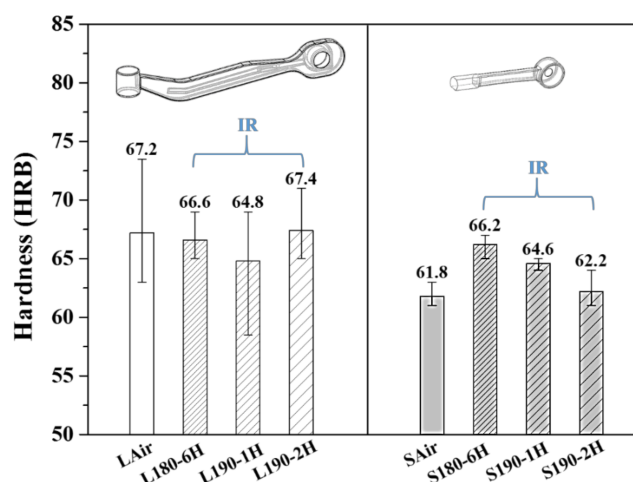 Hardness (HRB)
85
80
75
70
65
60
55
50
67.2
66.6
64.8
67.4
IR
61.8
66.2
64.6
62.2
IR
LAir
L180-6H
L190-1H
L190-2H
SAir
S180-6H
S190-1H
S190-2H